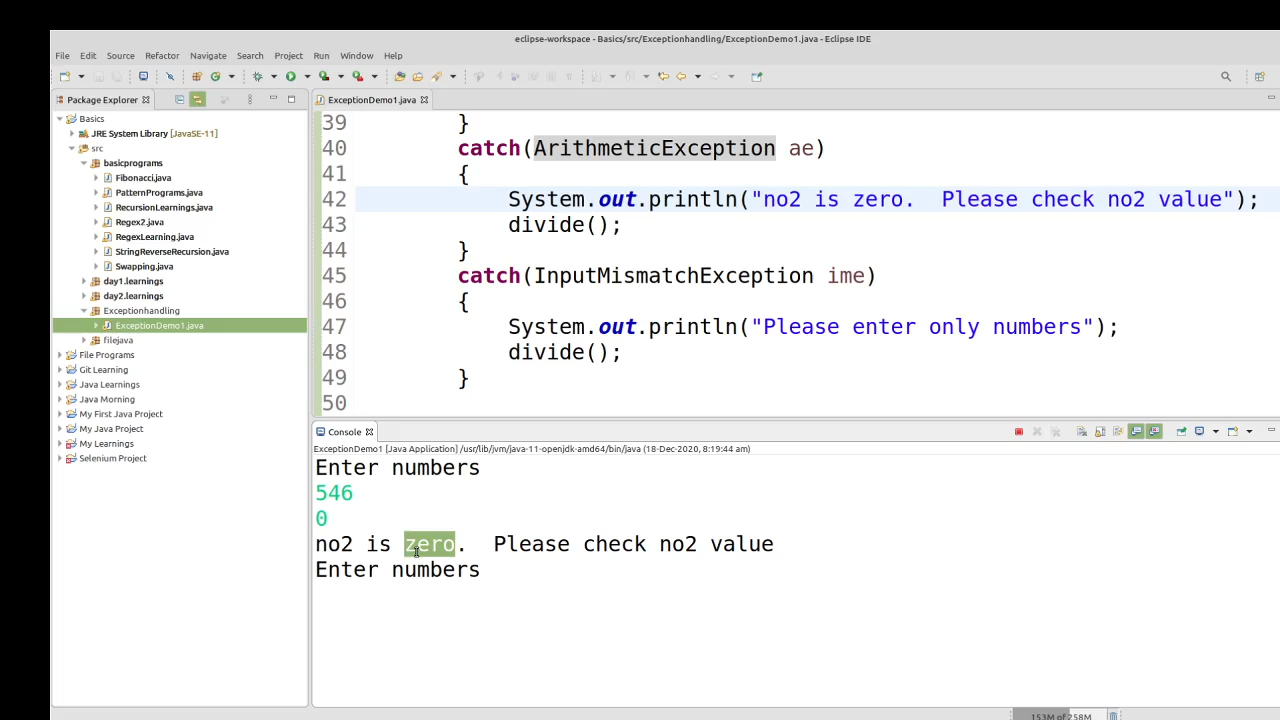 eclipse-workspace - Basics/src/Exceptionhandling/ExceptionDemo1.java - Eclipse IDE
File Edit Source Refactor Navigate Search Project Run Window Help
Package Explorer
Basics
JRE System Library [JavaSE-11]
src
basicprograms
Fibonacci.java
PatternPrograms.java
RecursionLearnings.java
Regex2.java
RegexLearning.java
StringReverseRecursion.java
Swapping.java
day1.learnings
day2.learnings
Exceptionhandling
ExceptionDemo1.java
filejava
File Programs
Git Learning
Java Learnings
Java Morning
My First Java Project
My Java Project
My Learnings
Selenium Project
ExceptionDemo1.java
39 }
40 catch(ArithmeticException ae)
41 {
42 System.out.println("no2 is zero.  Please check no2 value");
43 divide();
44 }
45 catch(InputMismatchException ime)
46 {
47 System.out.println("Please enter only numbers");
48 divide();
49 }
50
Console
ExceptionDemo1 [Java Application] /usr/lib/jvm/java-11-openjdk-amd64/bin/java (18-Dec-2020, 8:19:44 am)
Enter numbers
546
0
no2 is zero.  Please check no2 value
Enter numbers
153M of 258M